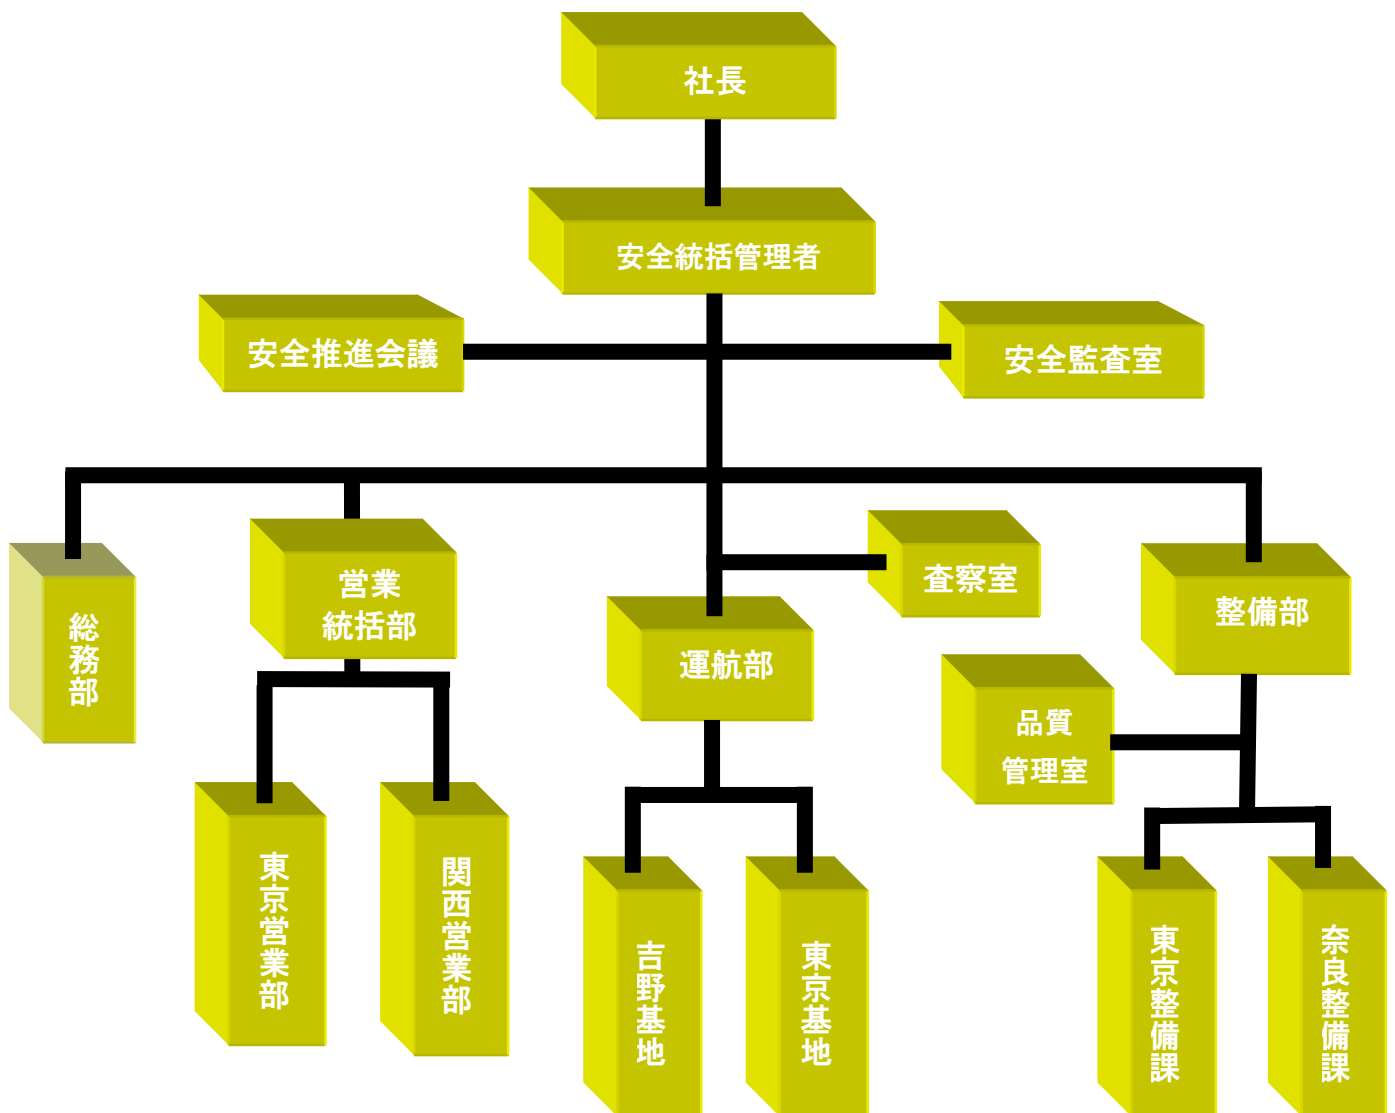 社長
安全統括管理者
安全推進会議
安全監査室
総務部
営業
統括部
運航部
査察室
整備部
品質
管理室
東京営業部
関西営業部
吉野基地
東京基地
東京整備課
奈良整備課